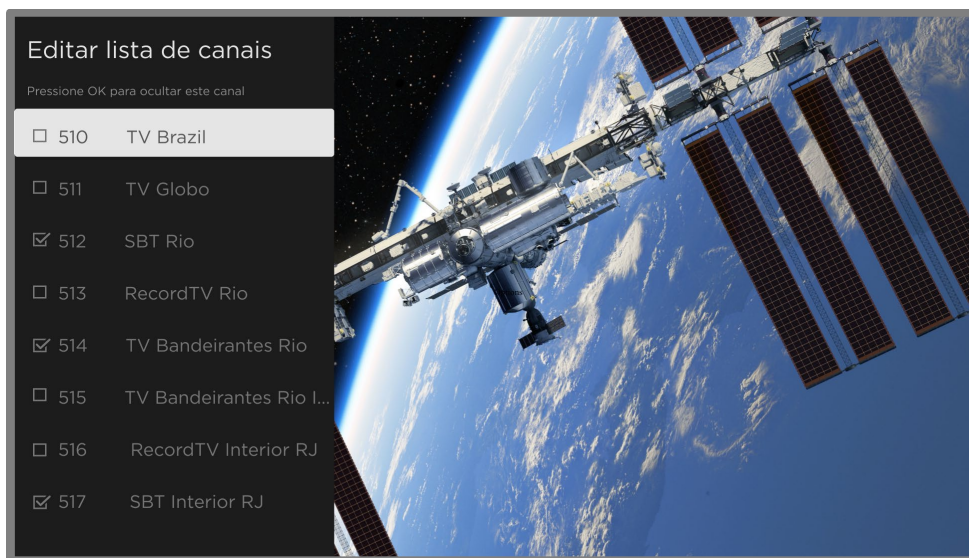 Editar lista de canais
Pressione OK para ocultar este canal
510 TV Brazil
511 TV Globo
512 SBT Rio
513 RecordTV Rio
514 TV Bandeirantes Rio
515 TV Bandeirantes Rio I...
516 RecordTV Interior RJ
517 SBT Interior RJ